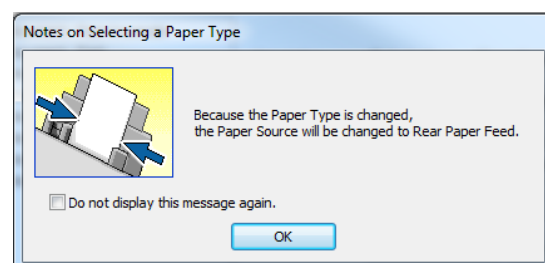 Notes on Selecting a Paper Type
Because the Paper Type is changed,
the Paper Source will be changed to Rear Paper Feed.
Do not display this message again.
OK